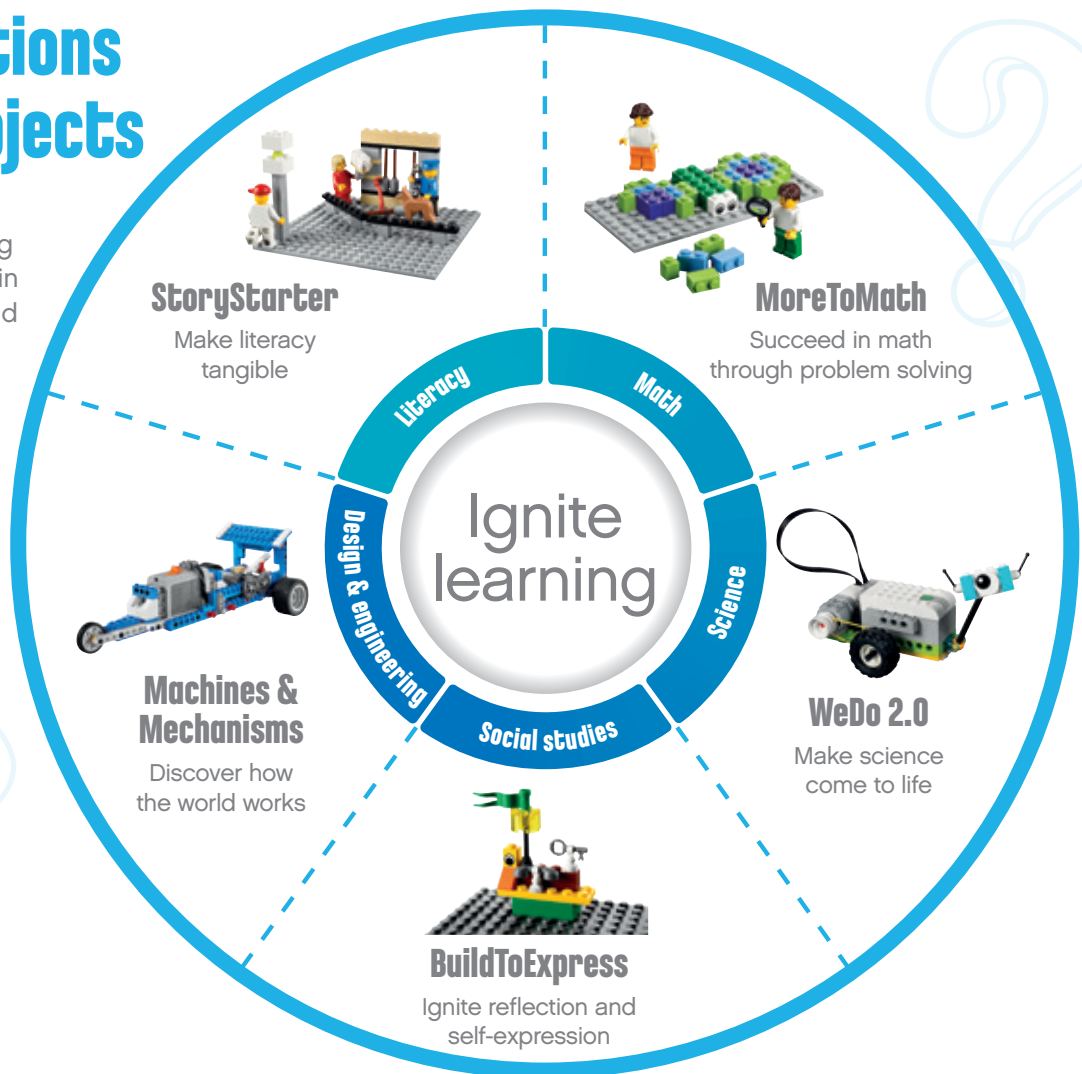 tions
jects
g
in
d
StoryStarter
Make literacy
tangible
MoreToMath
Succeed in math
through problem solving
Literacy
Math
Ignite
learning
Design & engineering
Science
Social studies
Machines &
Mechanisms
Discover how
the world works
WeDo 2.0
Make science
come to life
BuildToExpress
Ignite reflection and
self-expression